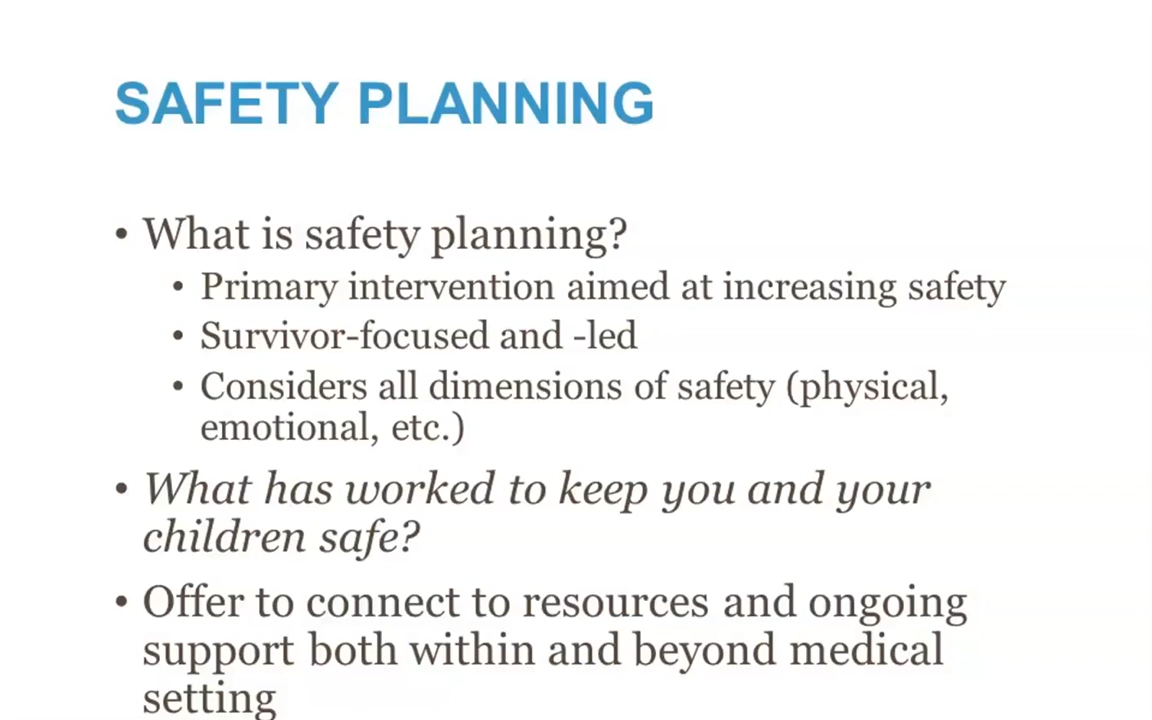 SAFETY PLANNING
• What is safety planning?
• Primary intervention aimed at increasing safety
• Survivor-focused and -led
• Considers all dimensions of safety (physical,
emotional, etc.)
• What has worked to keep you and your
children safe?
• Offer to connect to resources and ongoing
support both within and beyond medical
setting